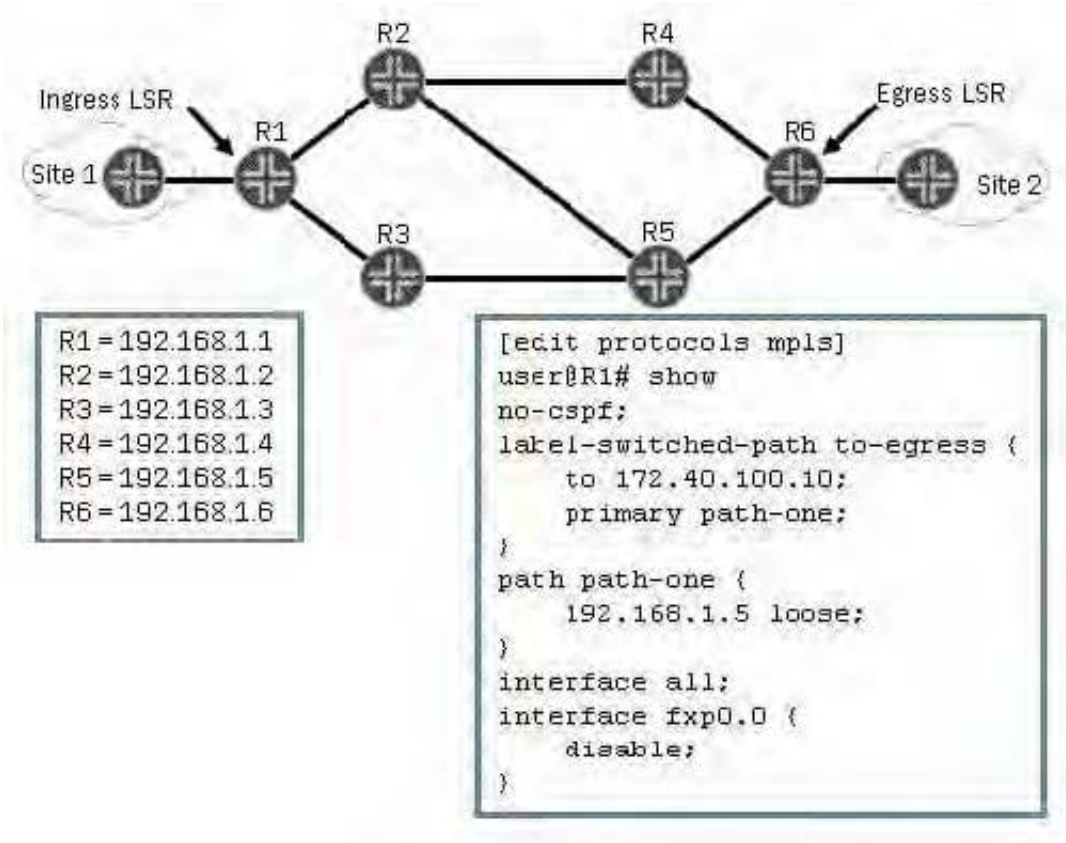 R2
R4
Ingress LSR
Egress LSR
R1
R6
Site 1
Site 2
R3
R5
R1 = 192.168.1.1
R2 = 192.168.1.2
R3 = 192.168.1.3
R4 = 192.168.1.4
R5 = 192.168.1.5
R6 = 192.168.1.6
[edit protocols mpls]
user@R1# show
no-cspf;
label-switched-path to-egress {
to 172.40.100.10;
primary path-one;
}
path path-one {
192.168.1.5 loose;
}
interface all;
interface fxp0.0 {
disable;
}